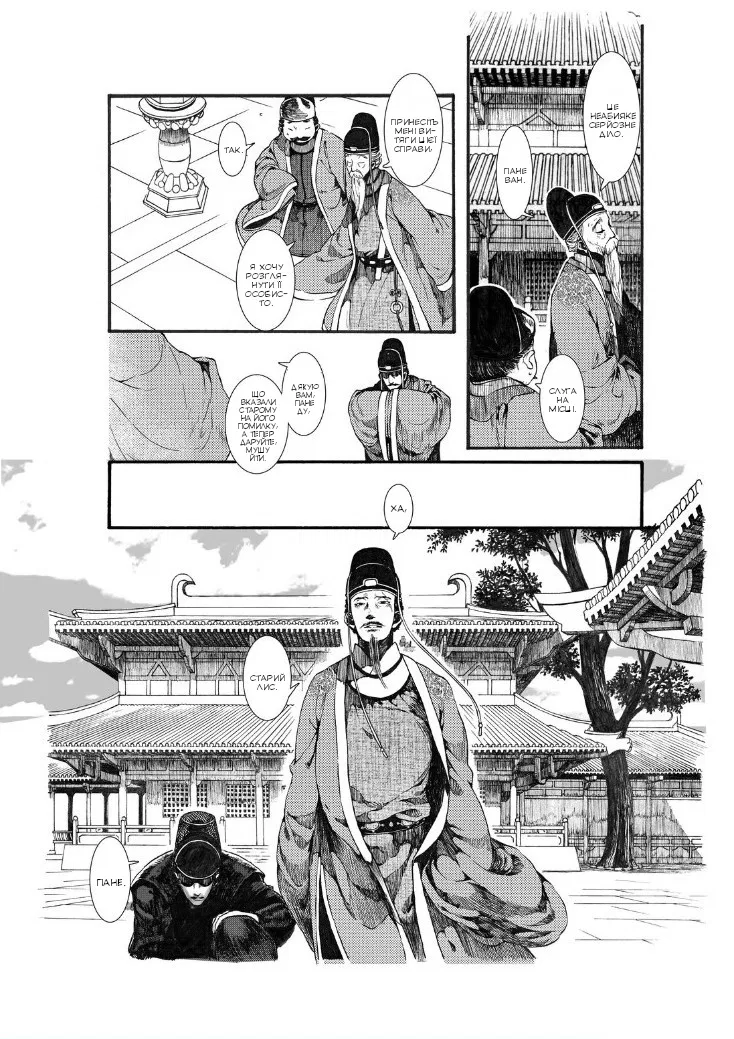 ЦЕ
НЕАБИЯКЕ
СЕРЙОЗНЕ
ДІЛО.
ПАНЕ
ВАН.
СЛУГА
НА
МІСЦІ.
ПРИНЕСІТЬ
МЕНІ ВИ-
ТЯГИ ЦІЄЇ
СПРАВИ,
ТАК.
Я ХОЧУ
РОЗГЛЯ-
НУТИ ЇЇ
ОСОБИС-
ТО.
ДЯКУЮ
ВАМ,
ПАНЕ
ДУ,
ЩО
ВКАЗАЛИ
СТАРОМУ
НА ЙОГО
ПОМИЛКУ,
А ТЕПЕР
ДАРУЙТЕ,
МУШУ
ЙТИ.
ХА,
СТАРИЙ
ЛИС.
ПАНЕ.